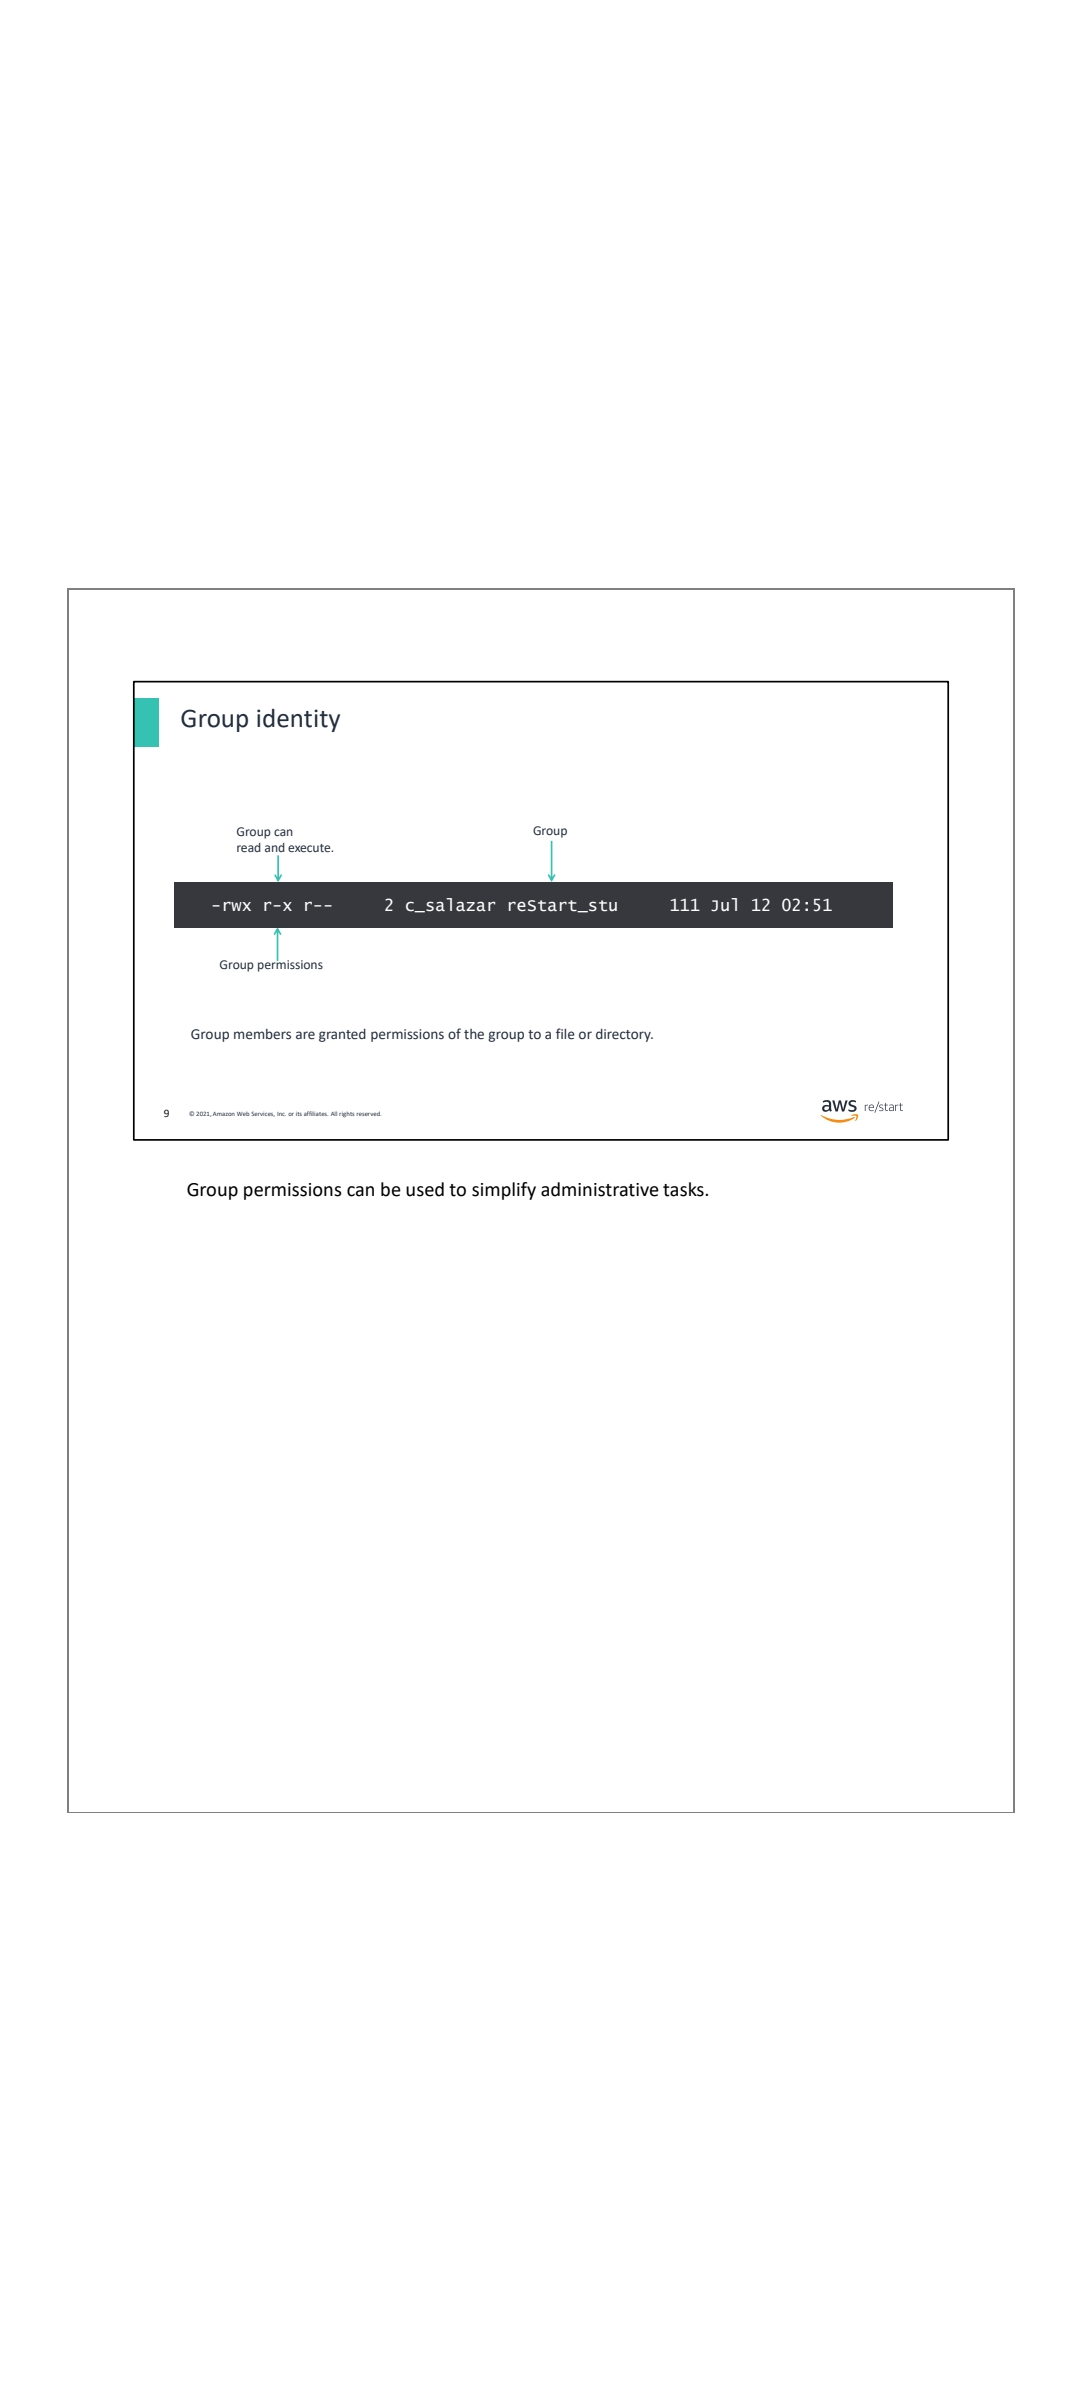 Group identity
Group can
read and execute.
Group
-rwx r-x r-- 2 c_salazar reStart_stu 111 Jul 12 02:51
Group permissions
Group members are granted permissions of the group to a file or directory.
9 © 2021, Amazon Web Services, Inc. or its affiliates. All rights reserved.
aws re/start
Group permissions can be used to simplify administrative tasks.